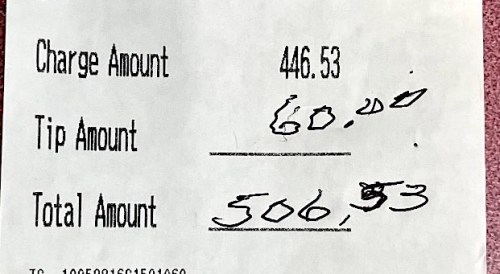 Charge Amount 446.53
Tip Amount 60.00
Total Amount 506.53